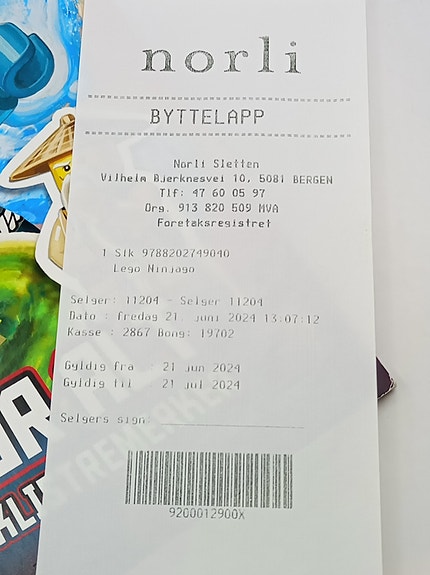 norli
BYTTELAPP
Norli Sletten
Vilhelm Bjerknesvei 10, 5081 BERGEN
Tlf: 47 60 05 97
Org. 913 820 509 MVA
Foretaksregistret
1 Stk 9788202749040
Lego Ninjago
Selger: 11204 - Selger 11204
Dato : fredag 21. juni 2024 13:07:12
Kasse : 2867 Bong: 19702
Gyldig fra : 21 jun 2024
Gyldig til : 21 jul 2024
Selgers sign:
9200012900X